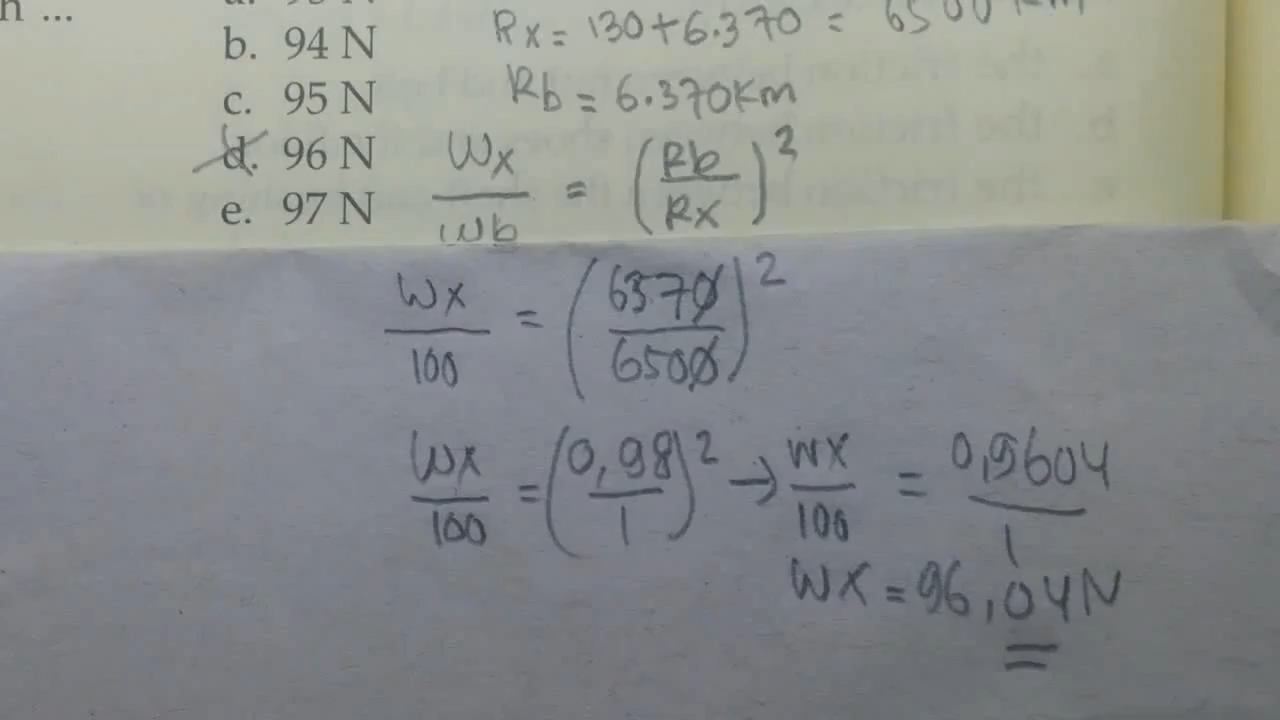 n ...
b. 94 N
c. 95 N
d. 96 N
e. 97 N
Rx = 130 + 6.370 = 6500 km
Rb = 6.370 Km
Wx/Wb = (Rb/Rx)²
Wx/100 = (6370/6500)²
Wx/100 = (0,98/1)² → Wx/100 = 0,9604/1
Wx = 96,04 N